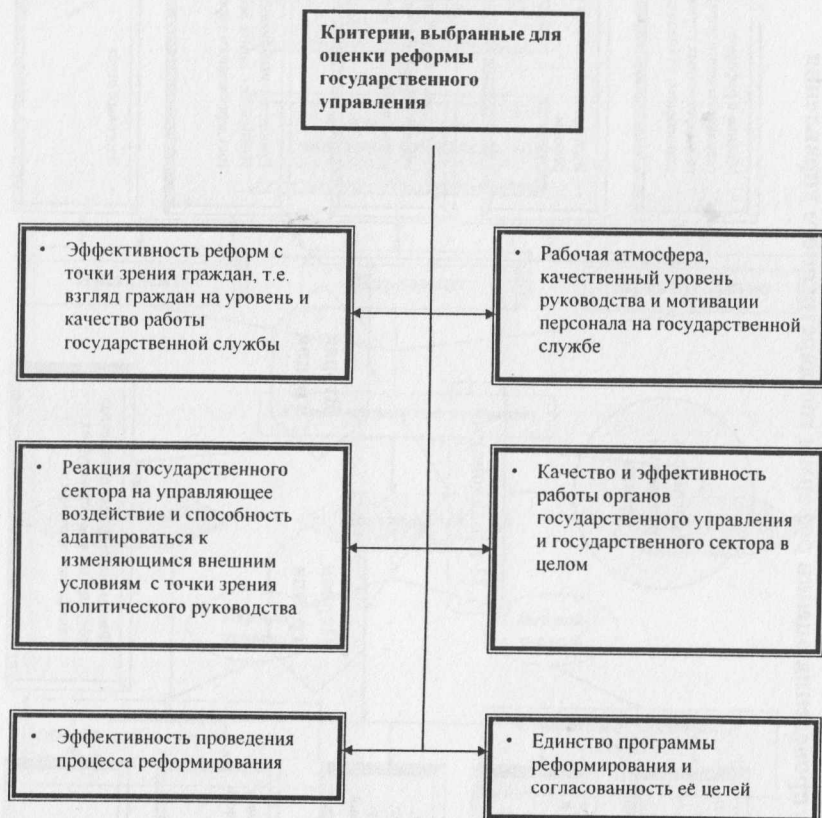 Критерии, выбранные для
оценки реформы
государственного
управления
• Эффективность реформ с
точки зрения граждан, т.е.
взгляд граждан на уровень и
качество работы
государственной службы
• Рабочая атмосфера,
качественный уровень
руководства и мотивации
персонала на государственной
службе
• Реакция государственного
сектора на управляющее
воздействие и способность
адаптироваться к
изменяющимся внешним
условиям с точки зрения
политического руководства
• Качество и эффективность
работы органов
государственного управления
и государственного сектора в
целом
• Эффективность проведения
процесса реформирования
• Единство программы
реформирования и
согласованность её целей